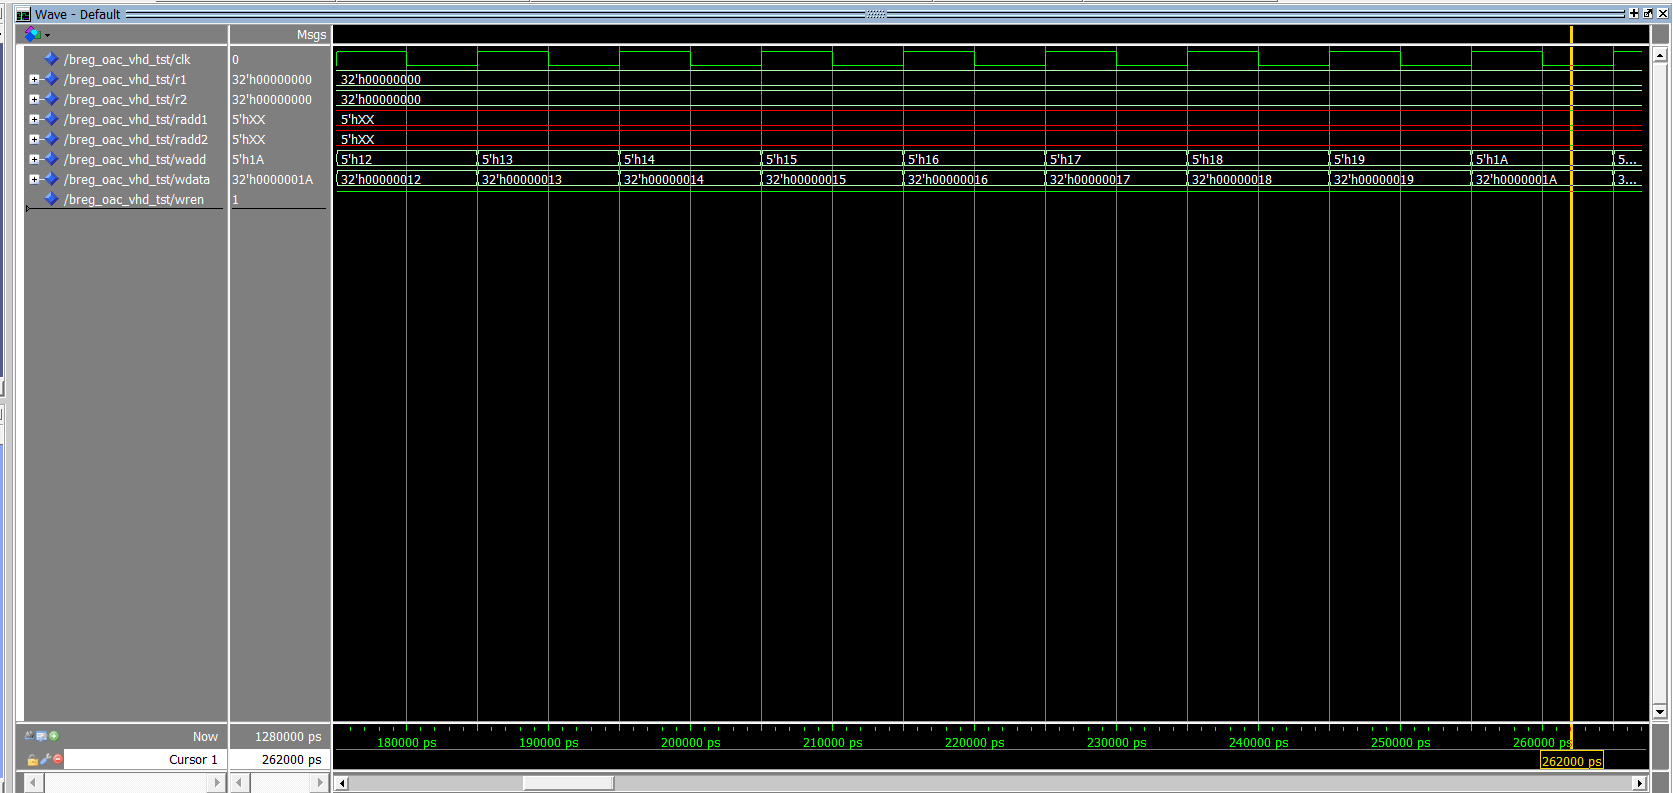 Wave - Default
Msgs
/breg_oac_vhd_tst/clk 0
/breg_oac_vhd_tst/r1 32'h00000000 32'h00000000
/breg_oac_vhd_tst/r2 32'h00000000 32'h00000000
/breg_oac_vhd_tst/radd1 5'hXX 5'hXX
/breg_oac_vhd_tst/radd2 5'hXX 5'hXX
/breg_oac_vhd_tst/wadd 5'h1A 5'h12 5'h13 5'h14 5'h15 5'h16 5'h17 5'h18 5'h19 5'h1A 5...
/breg_oac_vhd_tst/wdata 32'h0000001A 32'h00000012 32'h00000013 32'h00000014 32'h00000015 32'h00000016 32'h00000017 32'h00000018 32'h00000019 32'h0000001A 3...
/breg_oac_vhd_tst/wren 1
Now 1280000 ps 180000 ps 190000 ps 200000 ps 210000 ps 220000 ps 230000 ps 240000 ps 250000 ps 260000 ps
Cursor 1 262000 ps 262000 ps